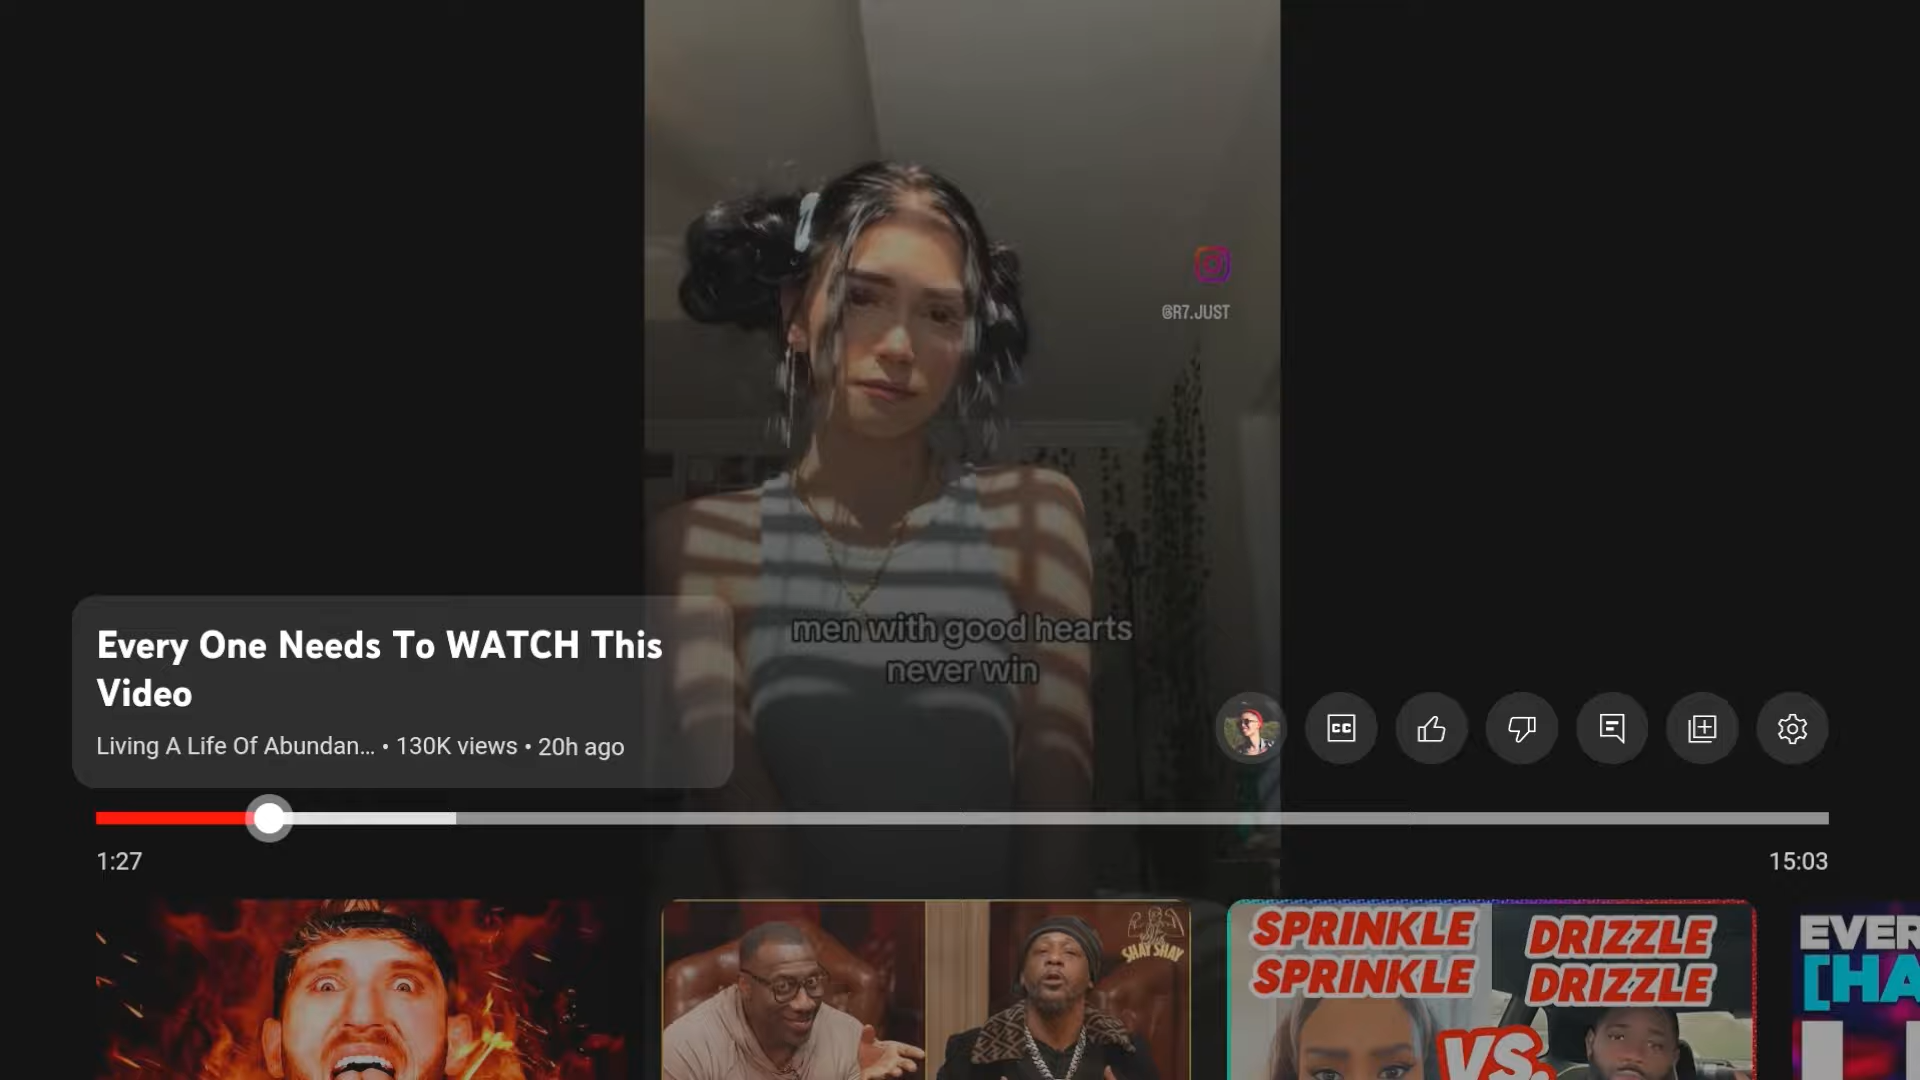 @R7.JUST
men with good hearts
never win
Every One Needs To WATCH This
Video
Living A Life Of Abundan... • 130K views • 20h ago
CC
1:27
15:03
SHAY SHAY
SPRINKLE
SPRINKLE
DRIZZLE
DRIZZLE
VS.
EVER
[HA